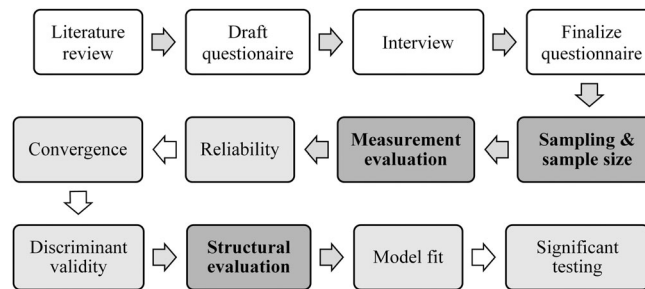 Literature
review
Draft
questionaire
Interview
Finalize
questionnaire
Convergence
Reliability
Measurement
evaluation
Sampling &
sample size
Discriminant
validity
Structural
evaluation
Model fit
Significant
testing